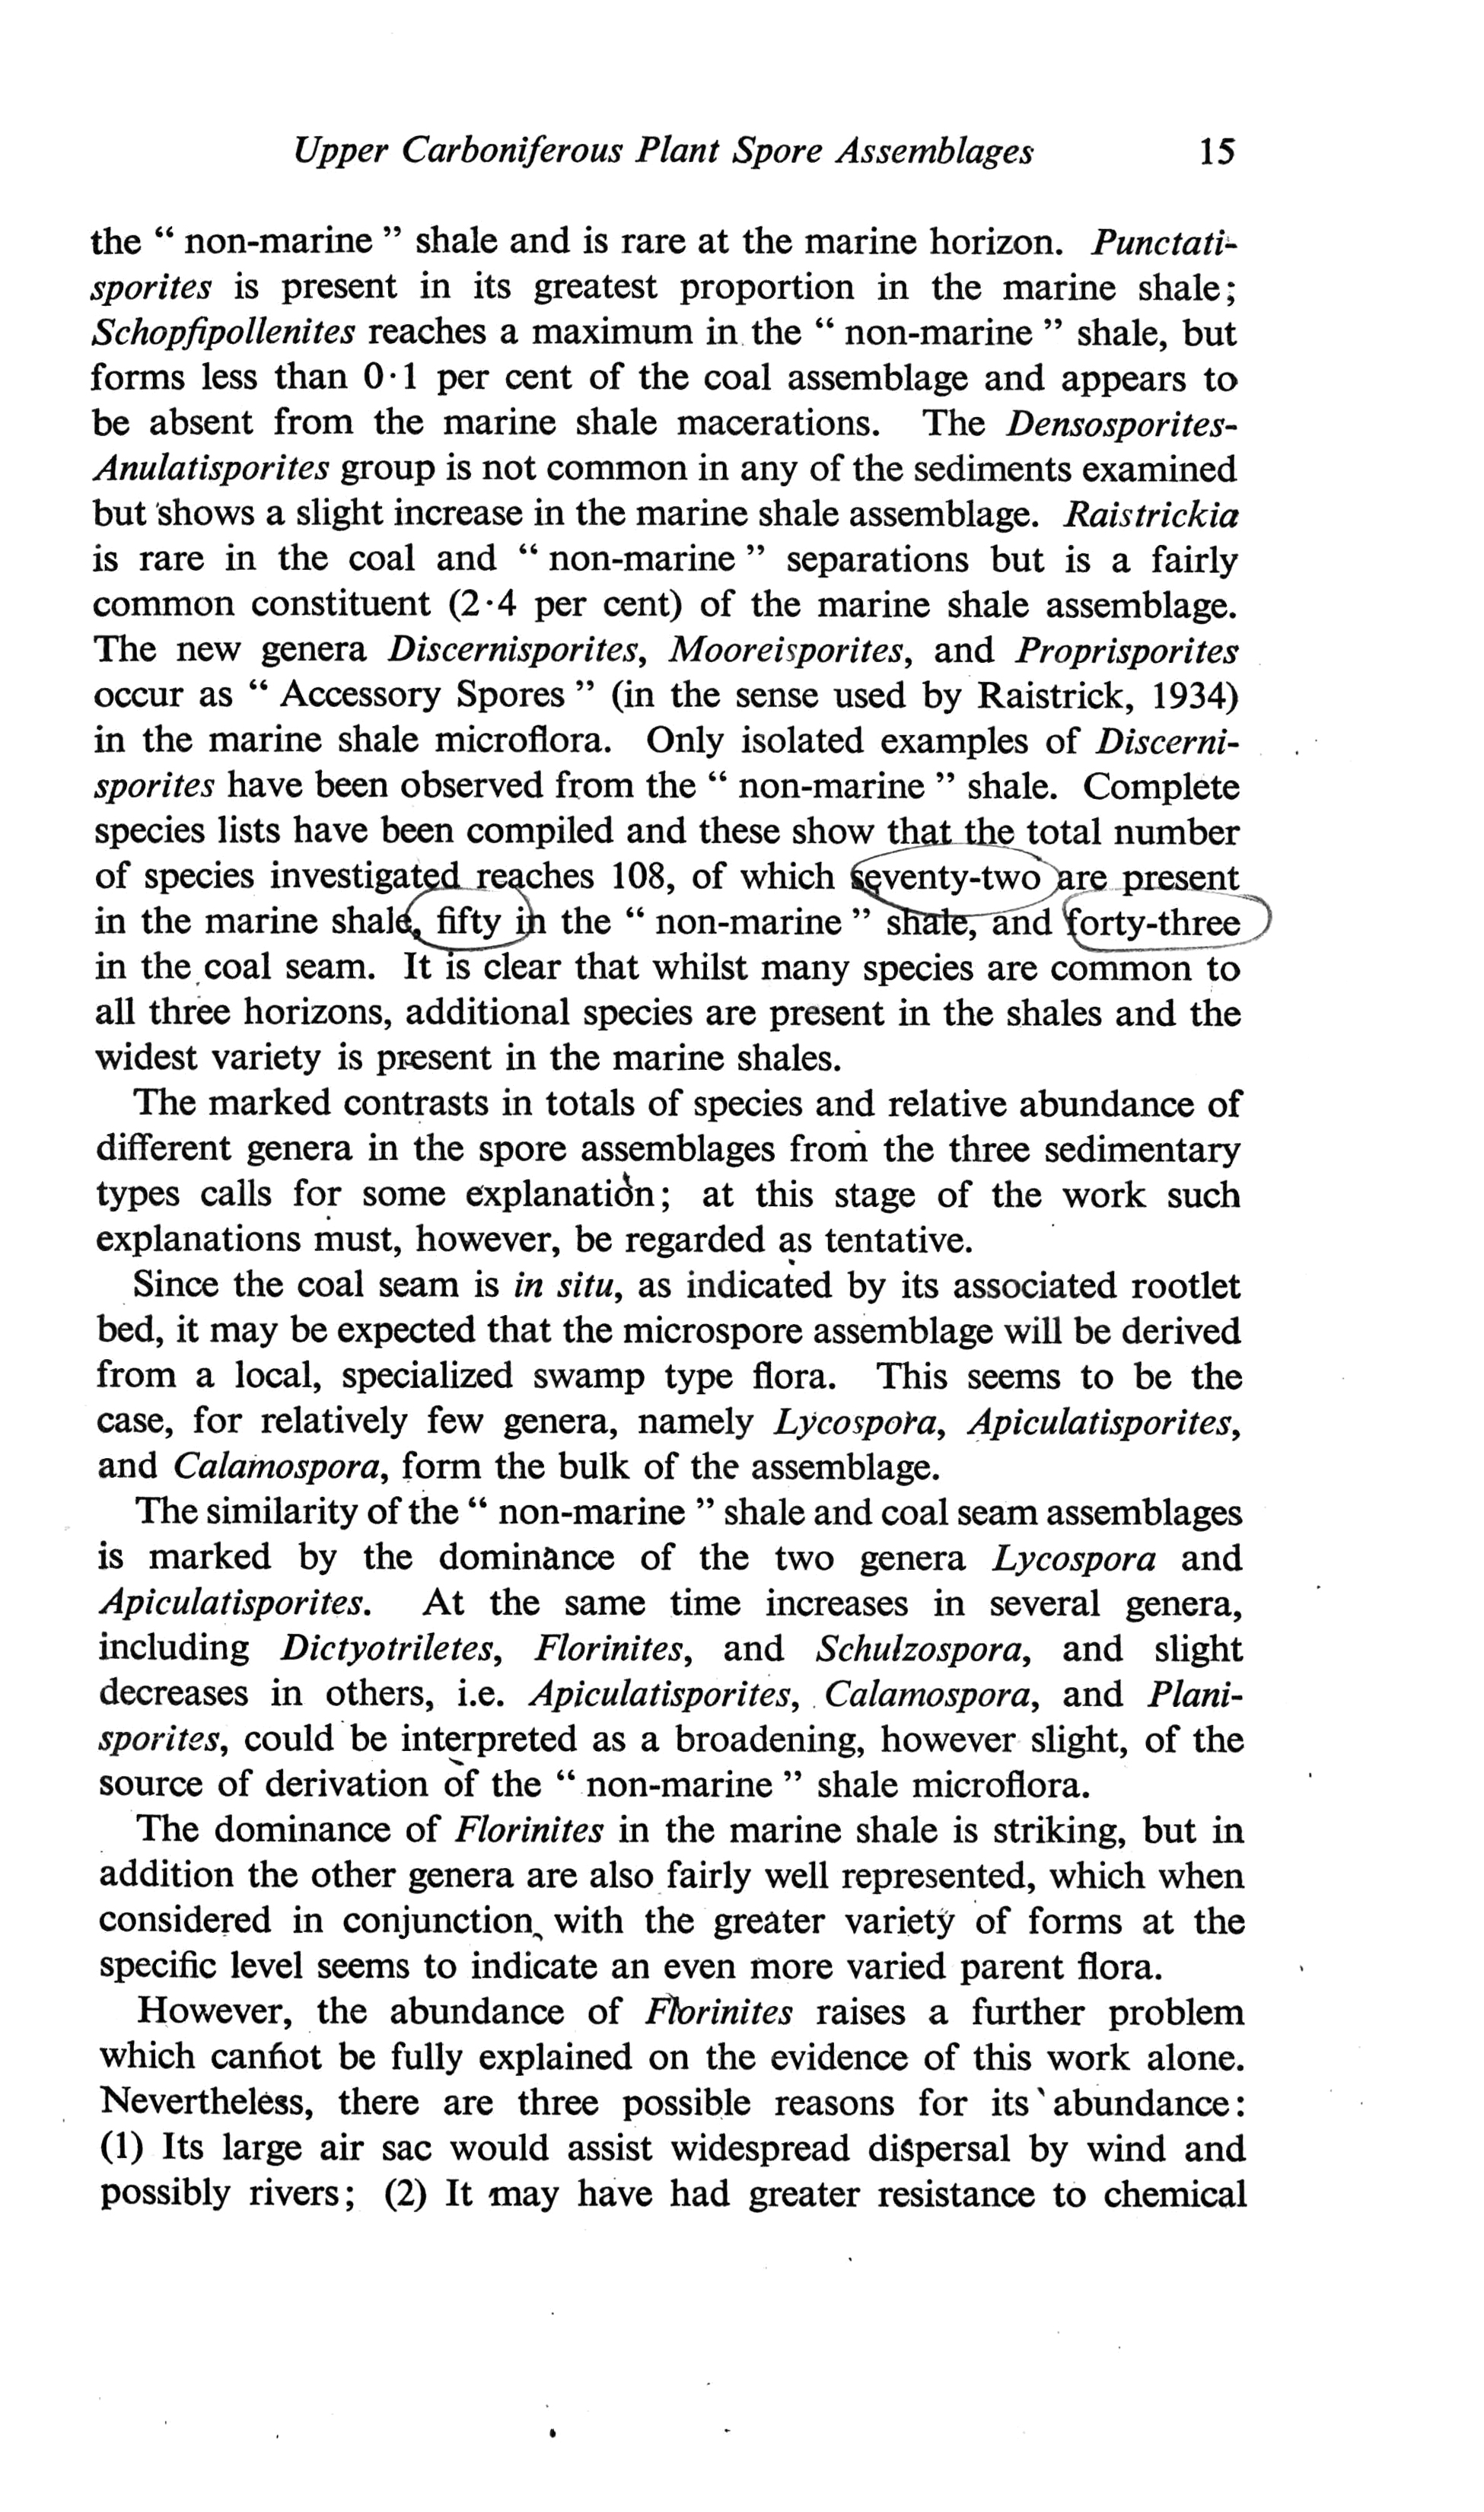 Upper Carboniferous Plant Spore Assemblages 15
the “ non-marine ” shale and is rare at the marine horizon. Punctati-
sporites is present in its greatest proportion in the marine shale;
Schopfipollenites reaches a maximum in the “ non-marine ” shale, but
forms less than 0·1 per cent of the coal assemblage and appears to
be absent from the marine shale macerations. The Densosporites-
Anulatisporites group is not common in any of the sediments examined
but shows a slight increase in the marine shale assemblage. Raistrickia
is rare in the coal and “ non-marine ” separations but is a fairly
common constituent (2·4 per cent) of the marine shale assemblage.
The new genera Discernisporites, Mooreisporites, and Proprisporites
occur as “ Accessory Spores ” (in the sense used by Raistrick, 1934)
in the marine shale microflora. Only isolated examples of Discerni-
sporites have been observed from the “ non-marine ” shale. Complete
species lists have been compiled and these show that the total number
of species investigated reaches 108, of which seventy-two are present
in the marine shale, fifty in the “ non-marine ” shale, and forty-three
in the coal seam. It is clear that whilst many species are common to
all three horizons, additional species are present in the shales and the
widest variety is present in the marine shales.
The marked contrasts in totals of species and relative abundance of
different genera in the spore assemblages from the three sedimentary
types calls for some explanation; at this stage of the work such
explanations must, however, be regarded as tentative.
Since the coal seam is in situ, as indicated by its associated rootlet
bed, it may be expected that the microspore assemblage will be derived
from a local, specialized swamp type flora. This seems to be the
case, for relatively few genera, namely Lycospora, Apiculatisporites,
and Calamospora, form the bulk of the assemblage.
The similarity of the “ non-marine ” shale and coal seam assemblages
is marked by the dominance of the two genera Lycospora and
Apiculatisporites. At the same time increases in several genera,
including Dictyotriletes, Florinites, and Schulzospora, and slight
decreases in others, i.e. Apiculatisporites, Calamospora, and Plani-
sporites, could be interpreted as a broadening, however slight, of the
source of derivation of the “ non-marine ” shale microflora.
The dominance of Florinites in the marine shale is striking, but in
addition the other genera are also fairly well represented, which when
considered in conjunction with the greater variety of forms at the
specific level seems to indicate an even more varied parent flora.
However, the abundance of Florinites raises a further problem
which cannot be fully explained on the evidence of this work alone.
Nevertheless, there are three possible reasons for its abundance:
(1) Its large air sac would assist widespread dispersal by wind and
possibly rivers; (2) It may have had greater resistance to chemical